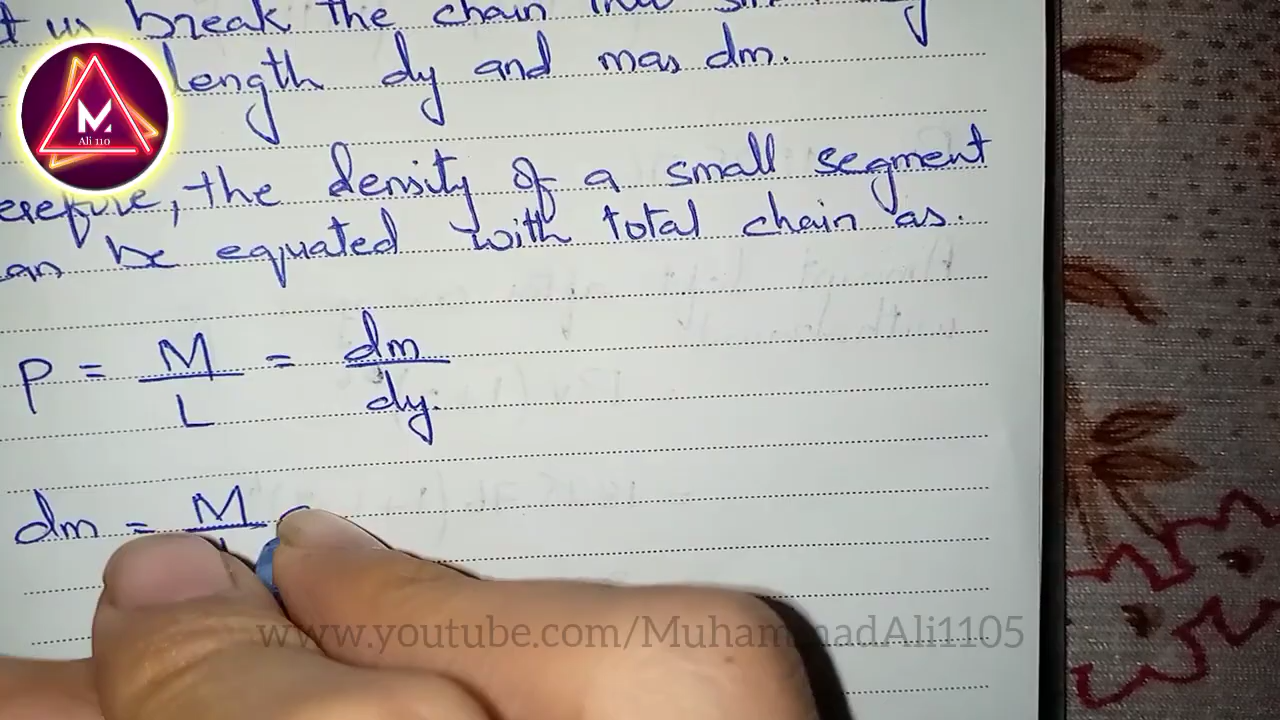 break the chain
length dy and mas dm.
M
Ali 110
, the density of a small segment
be equated with total chain as.
P = M/L = dm/dy.
dm = M
www.youtube.com/MuhammadAli1105